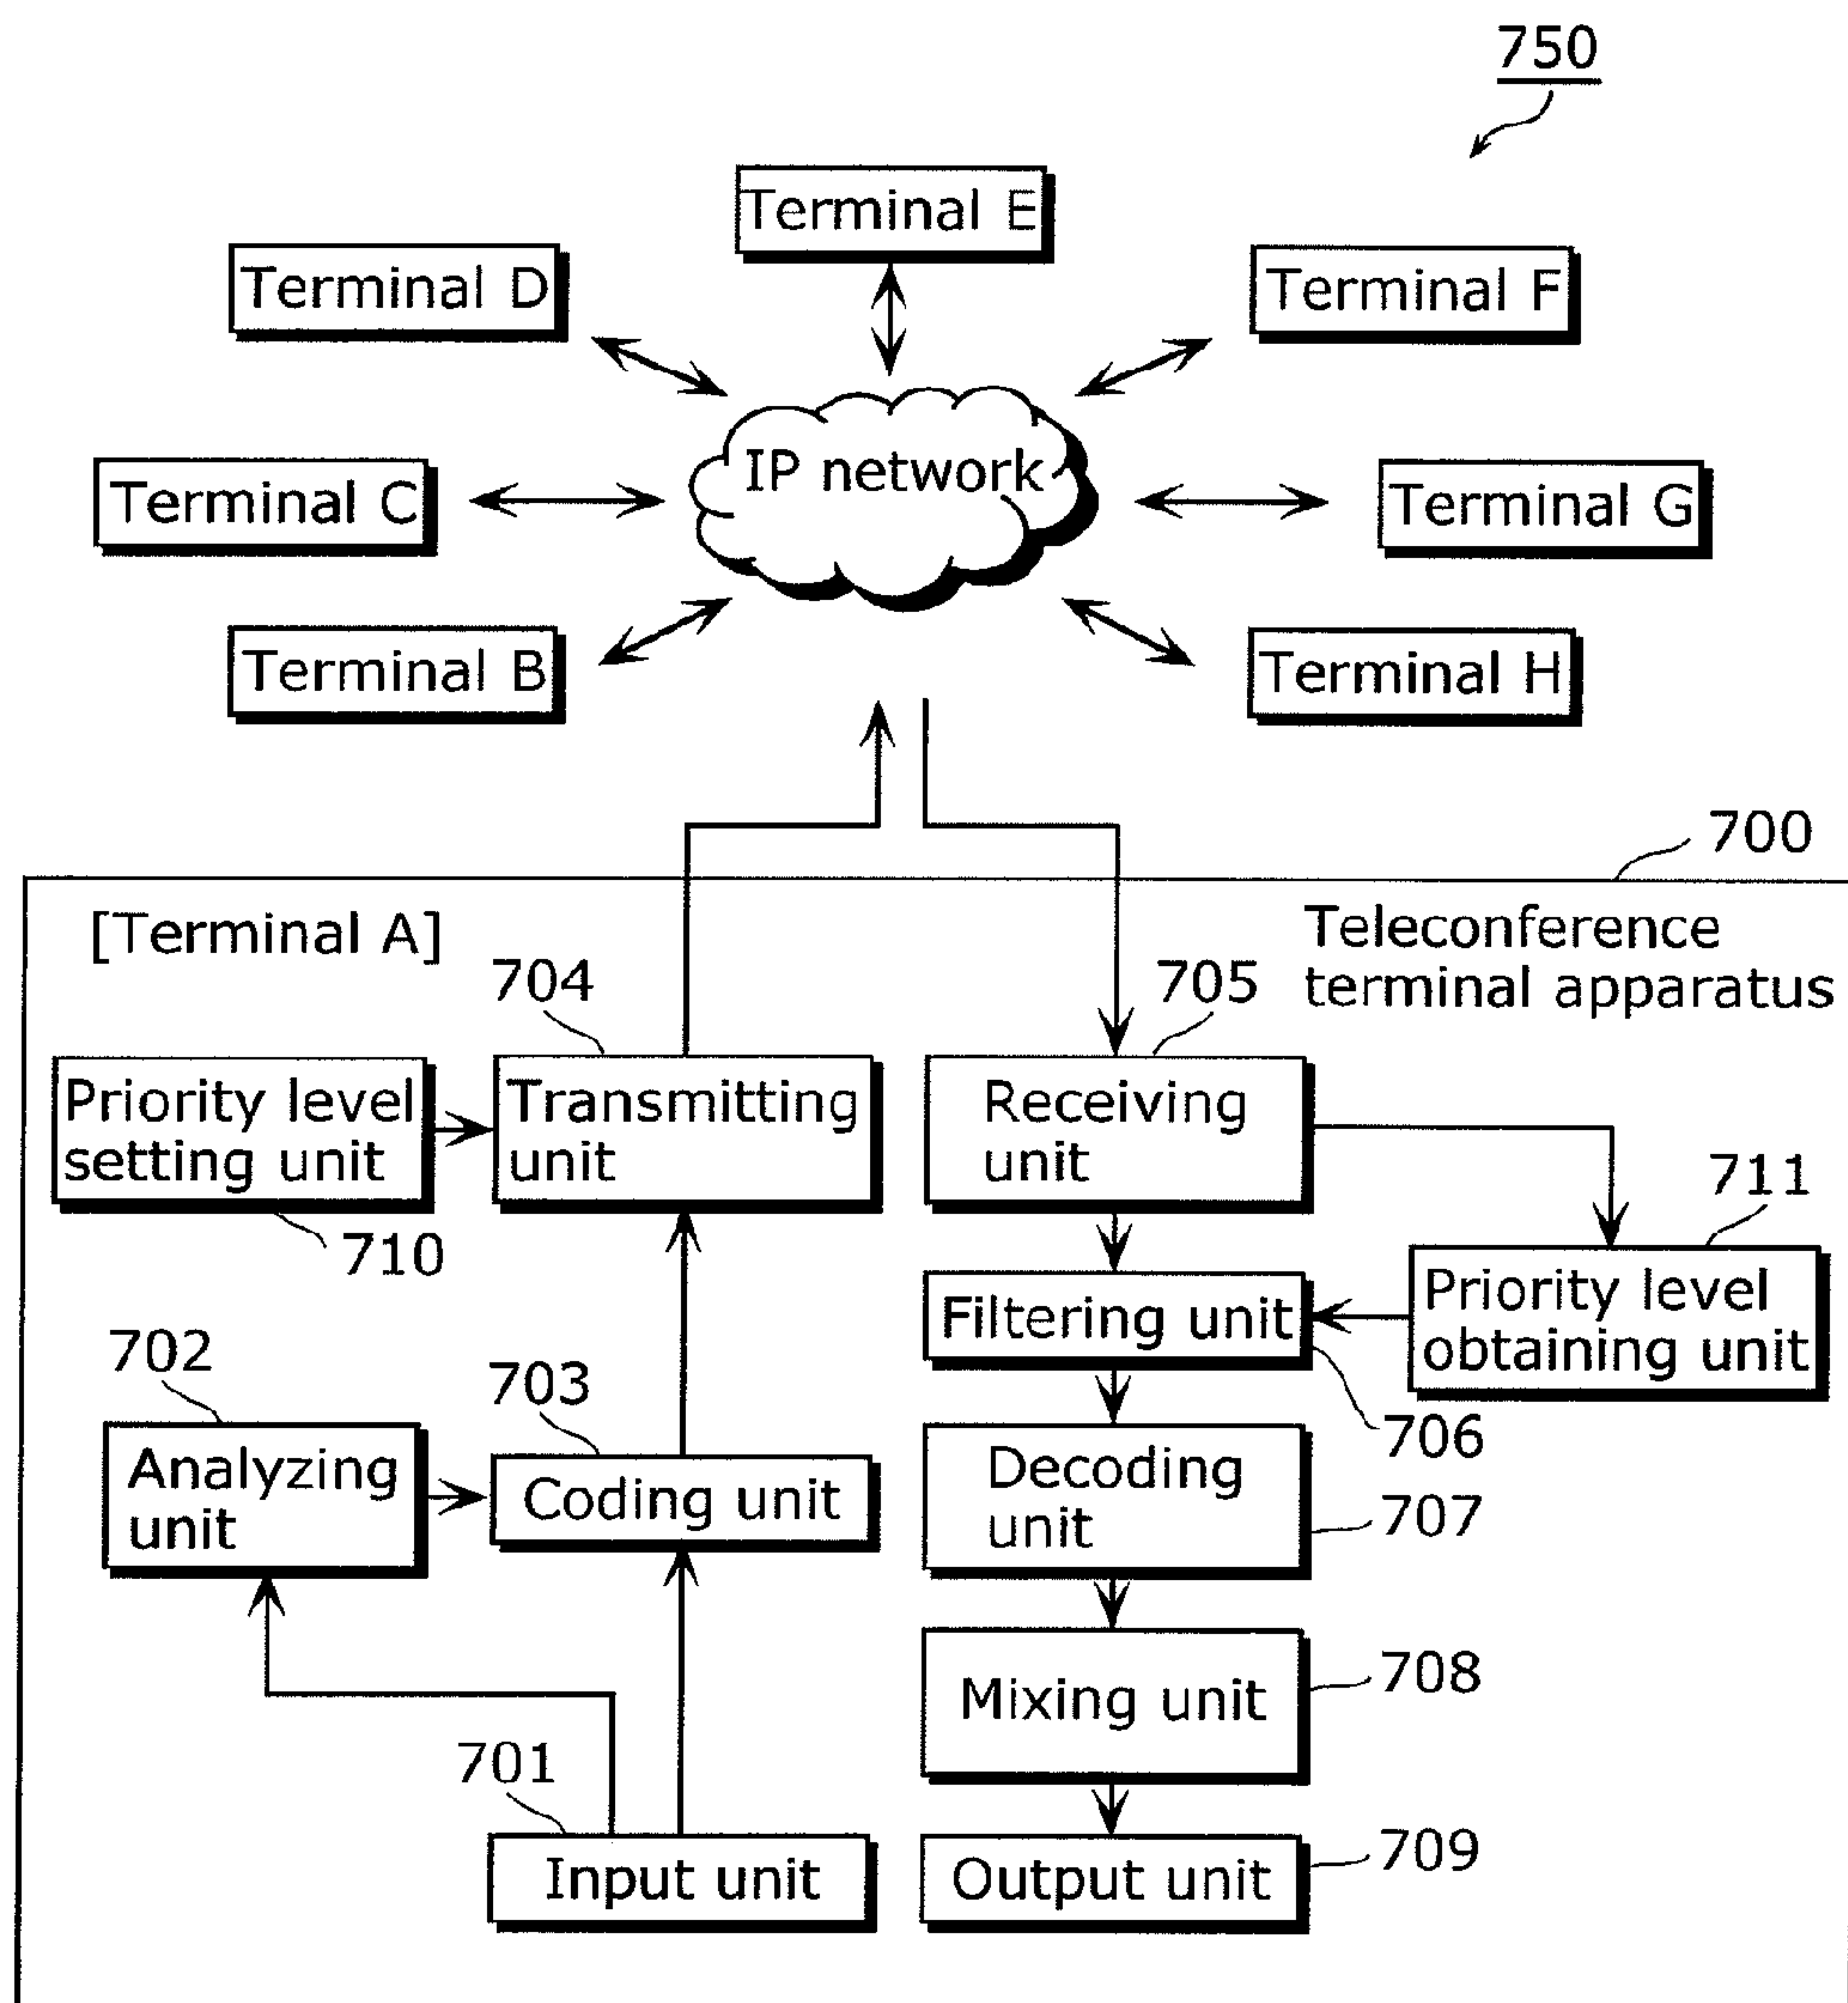 750
Terminal E
Terminal D
Terminal F
IP network
Terminal C
Terminal G
Terminal B
Terminal H
700
[Terminal A]
Teleconference
terminal apparatus
704
705
Priority level
setting unit
Transmitting
unit
Receiving
unit
710
711
Filtering unit
Priority level
obtaining unit
702
703
706
Analyzing
unit
Coding unit
Decoding
unit
707
Mixing unit
708
701
Input unit
Output unit
709